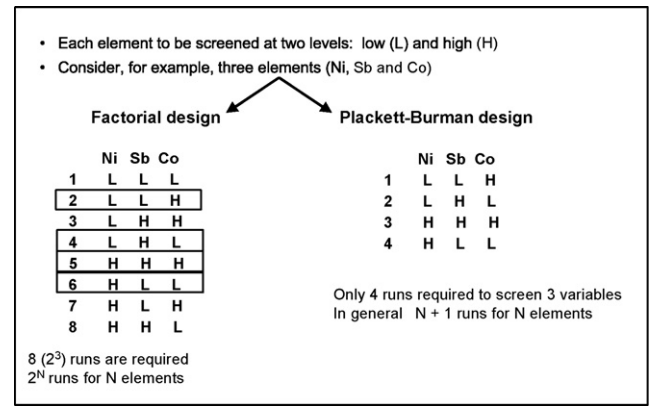 • Each element to be screened at two levels: low (L) and high (H)
• Consider, for example, three elements (Ni, Sb and Co)
Factorial design
Ni Sb Co
1 L L L
2 L L H
3 L H H
4 L H L
5 H H H
6 H L L
7 H L H
8 H H L
8 (2³) runs are required
2ᴺ runs for N elements
Plackett-Burman design
Ni Sb Co
1 L L H
2 L H L
3 H H H
4 H L L
Only 4 runs required to screen 3 variables
In general N + 1 runs for N elements